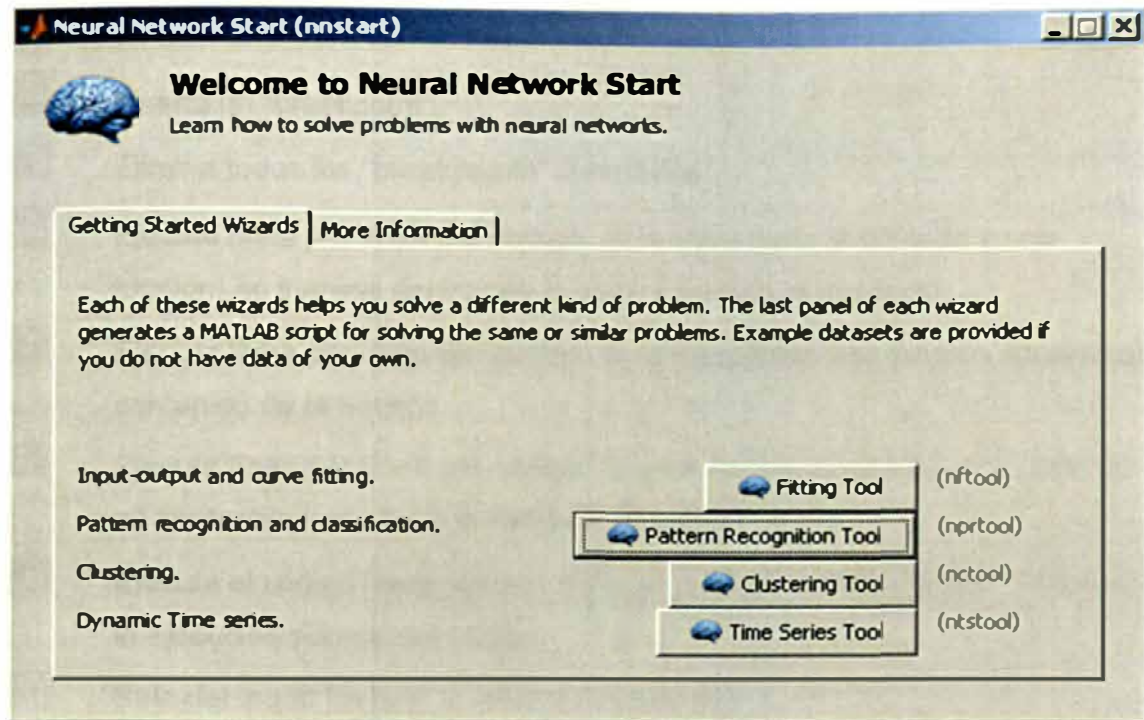 Neural Network Start (nnstart)
Welcome to Neural Network Start
Learn how to solve problems with neural networks.
Getting Started Wizards More Information
Each of these wizards helps you solve a different kind of problem. The last panel of each wizard
generates a MATLAB script for solving the same or similar problems. Example datasets are provided if
you do not have data of your own.
Input-output and curve fitting. Fitting Tool (nftool)
Pattern recognition and classification. Pattern Recognition Tool (nprtool)
Clustering. Clustering Tool (nctool)
Dynamic Time series. Time Series Tool (ntstool)